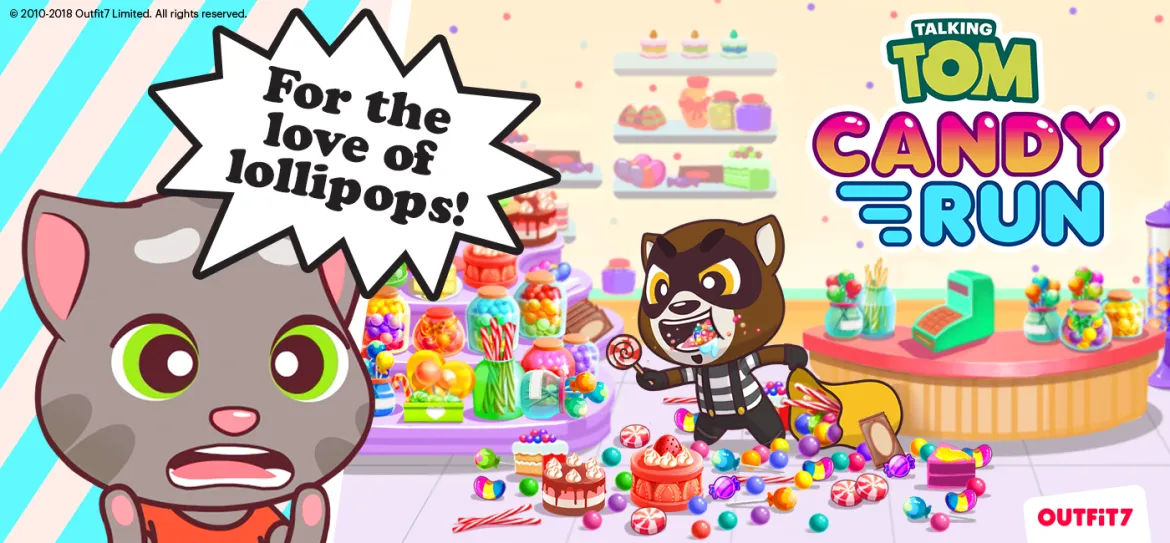 © 2010-2018 Outfit7 Limited. All rights reserved.
For the
love of
lollipops!
TALKING
TOM
CANDY
RUN
OUTFiT7